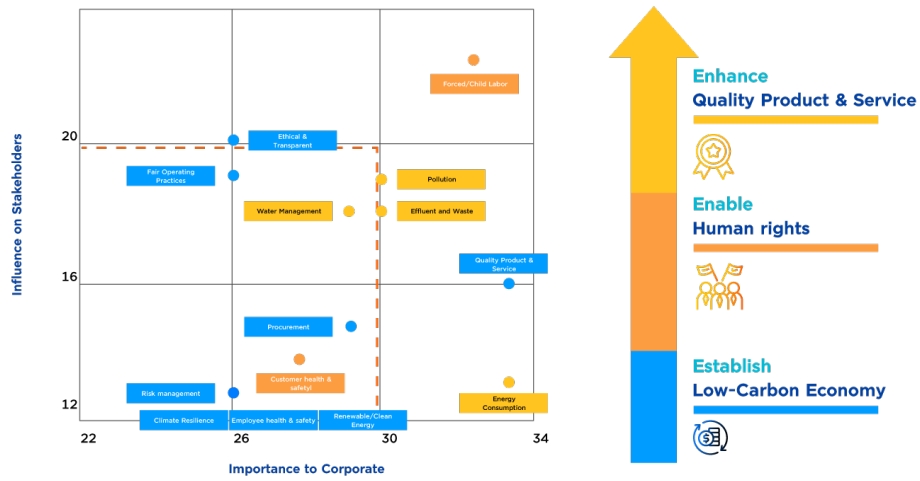 Forced/Child Labor
20
Ethical &
Transparent
Fair Operating
Practices
Pollution
Water Management
Effluent and Waste
Quality Product &
Service
16
Procurement
Customer health &
safetyl
Risk management
Energy
Consumption
12
Climate Resilience
Employee health & safety
Renewable/Clean
Energy
22
26
30
34
Influence on Stakeholders
Importance to Corporate
Enhance
Quality Product & Service
Enable
Human rights
Establish
Low-Carbon Economy
$